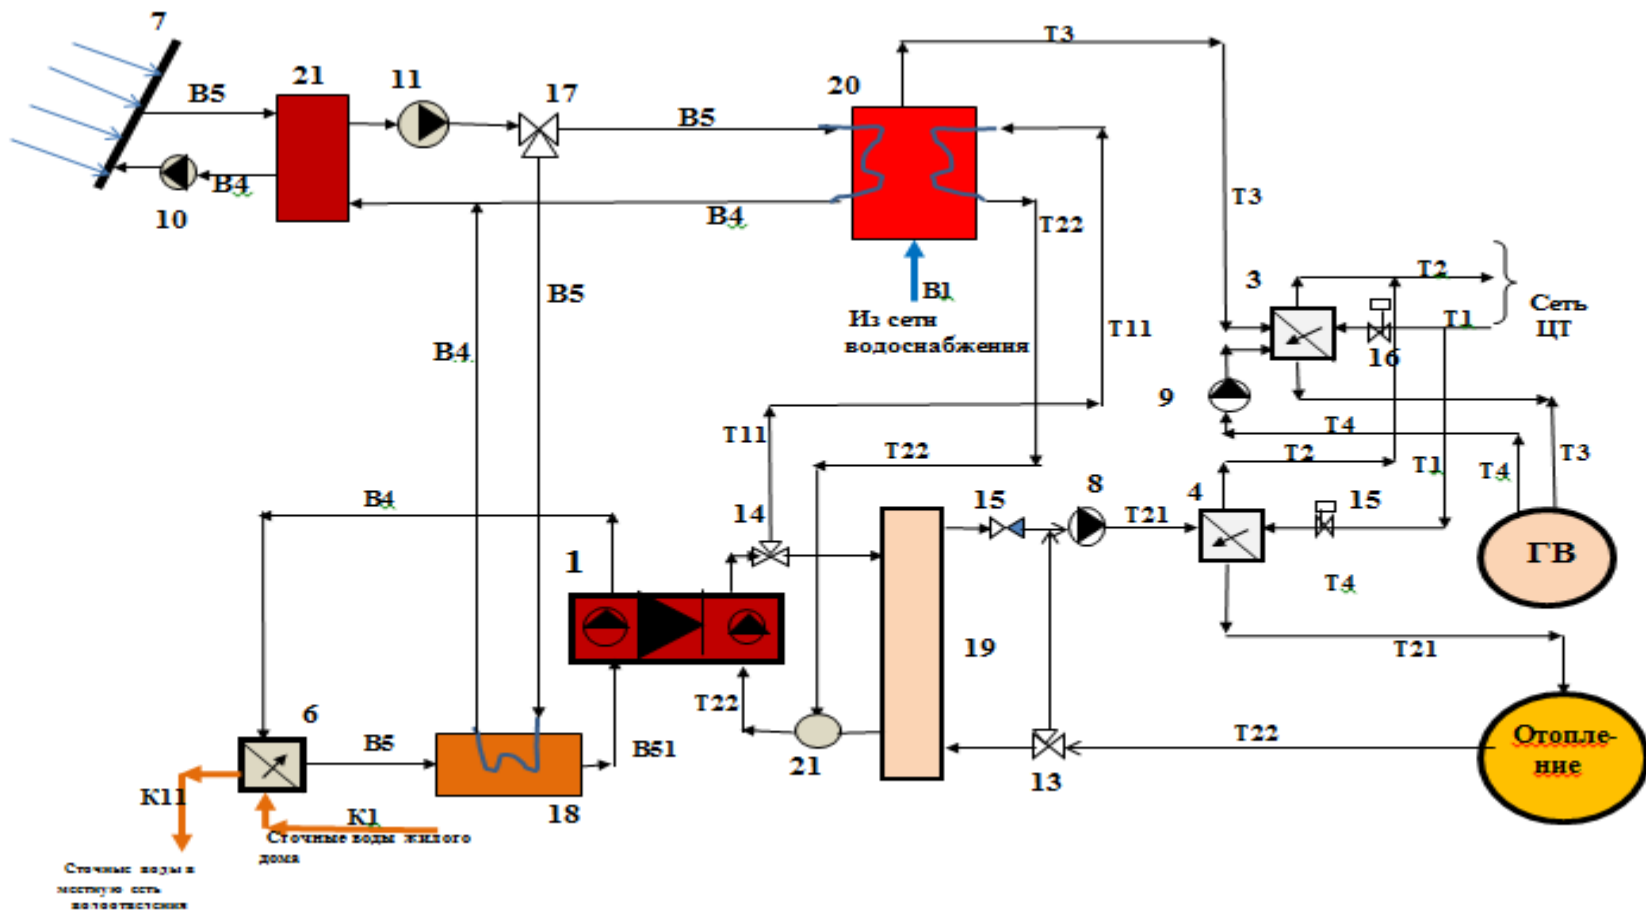 7
В5
21
11
17
В5
20
Т3
В4
10
В4
Т22
Т3
В5
В1
Из сети
водоснабжения
Т11
3
Т2
Сеть
ЦТ
Т1
16
В4
9
Т4
Т11
Т22
Т2
Т1
Т4
Т3
В4
14
15
8
Т21
4
15
ГВ
1
Т4
19
Т21
Т22
6
В5
В51
21
13
Т22
Отопле-
ние
К11
К1
18
Сточные воды жилого
дома
Сточные воды в
местную сеть
водоотведения